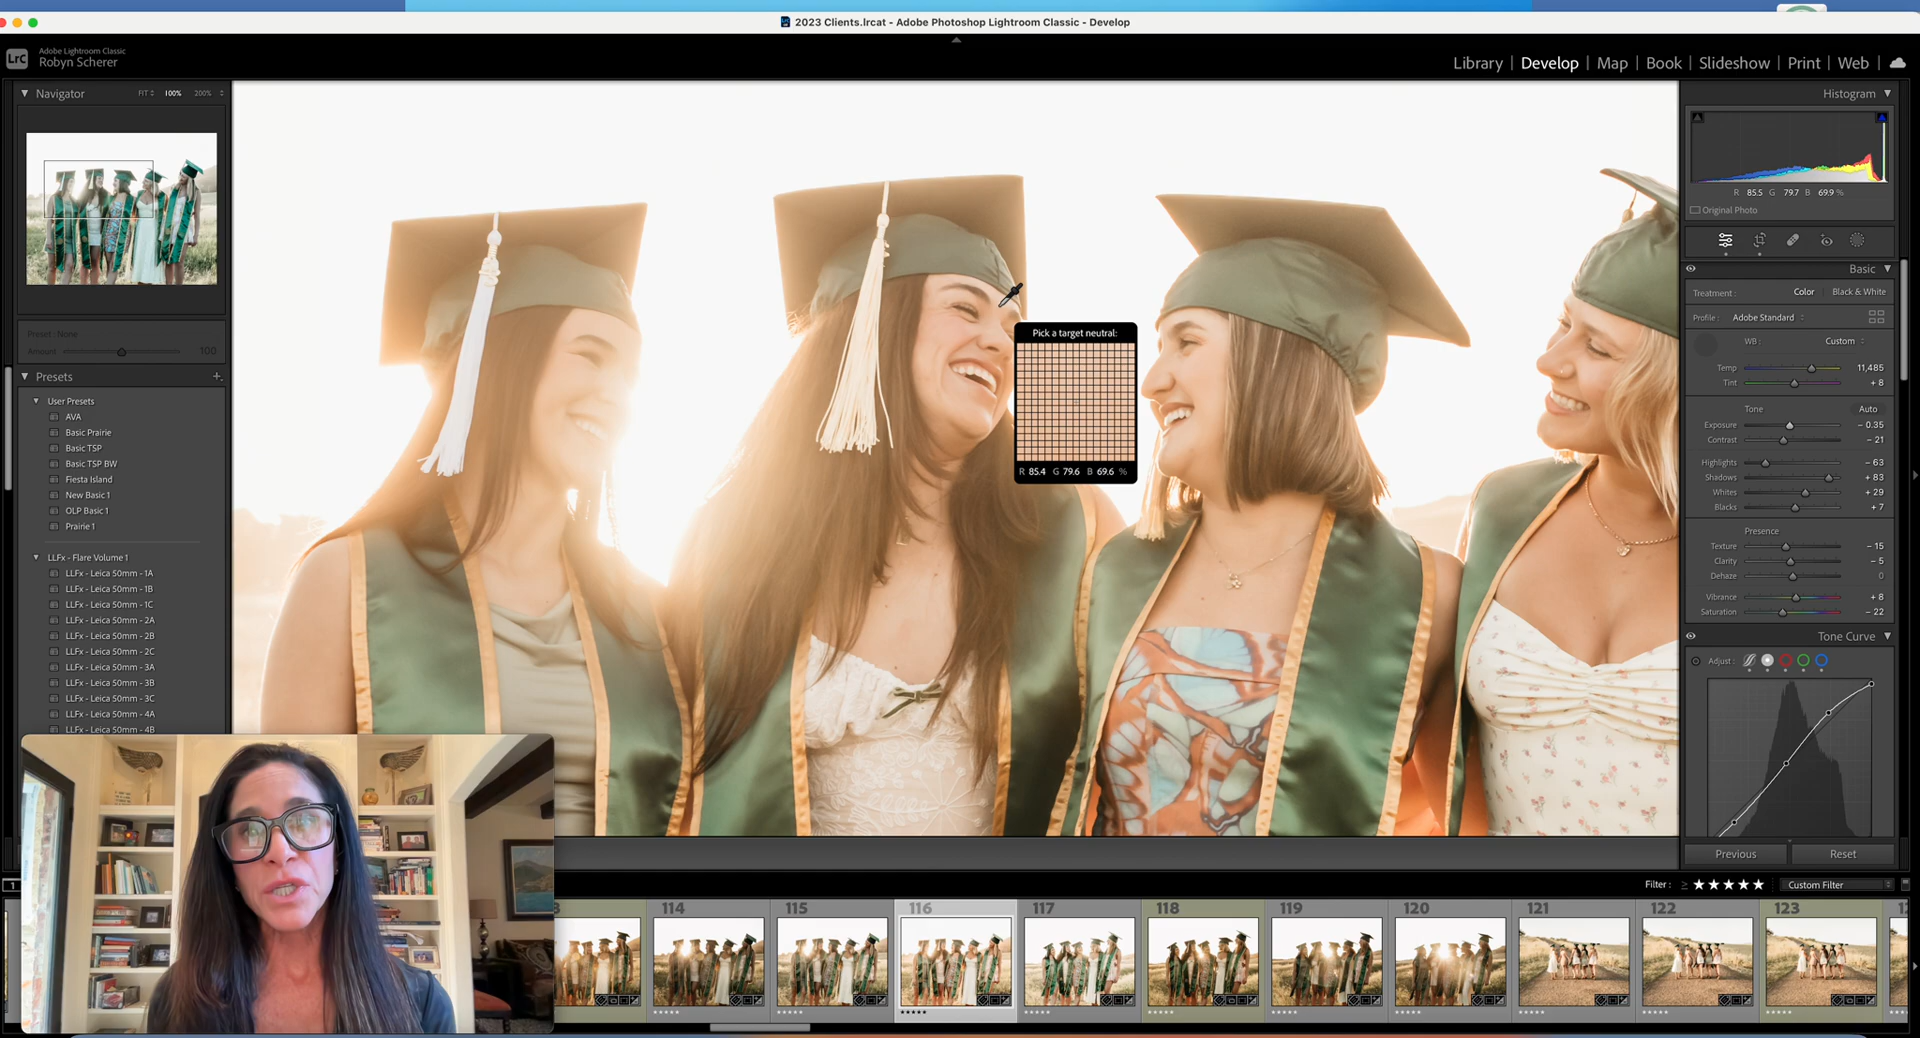 2023 Clients.lrcat - Adobe Photoshop Lightroom Classic - Develop
LrC
Adobe Lightroom Classic
Robyn Scherer
Library | Develop | Map | Book | Slideshow | Print | Web |
Navigator
FIT
100%
200%
Preset : None
Amount
100
Presets
User Presets
AVA
Basic Prairie
Basic TSP
Basic TSP BW
Fiesta Island
New Basic 1
OLP Basic 1
Prairie 1
LLFx - Flare Volume 1
LLFx - Leica 50mm - 1A
LLFx - Leica 50mm - 1B
LLFx - Leica 50mm - 1C
LLFx - Leica 50mm - 2A
LLFx - Leica 50mm - 2B
LLFx - Leica 50mm - 2C
LLFx - Leica 50mm - 3A
LLFx - Leica 50mm - 3B
LLFx - Leica 50mm - 3C
LLFx - Leica 50mm - 4A
LLFx - Leica 50mm - 4B
Pick a target neutral:
R 85.4 G 79.6 B 69.6 %
Histogram
R 85.5 G 79.7 B 69.9 %
Original Photo
Basic
Treatment : Color | Black & White
Profile : Adobe Standard
WB : Custom
Temp 11,485
Tint + 8
Tone Auto
Exposure – 0.35
Contrast – 21
Highlights – 63
Shadows + 83
Whites + 29
Blacks + 7
Presence
Texture – 15
Clarity – 5
Dehaze 0
Vibrance + 8
Saturation – 22
Tone Curve
Adjust :
Previous
Reset
1
Filter : ≥ ★★★★★ Custom Filter
3
114
115
116
117
118
119
120
121
122
123
12